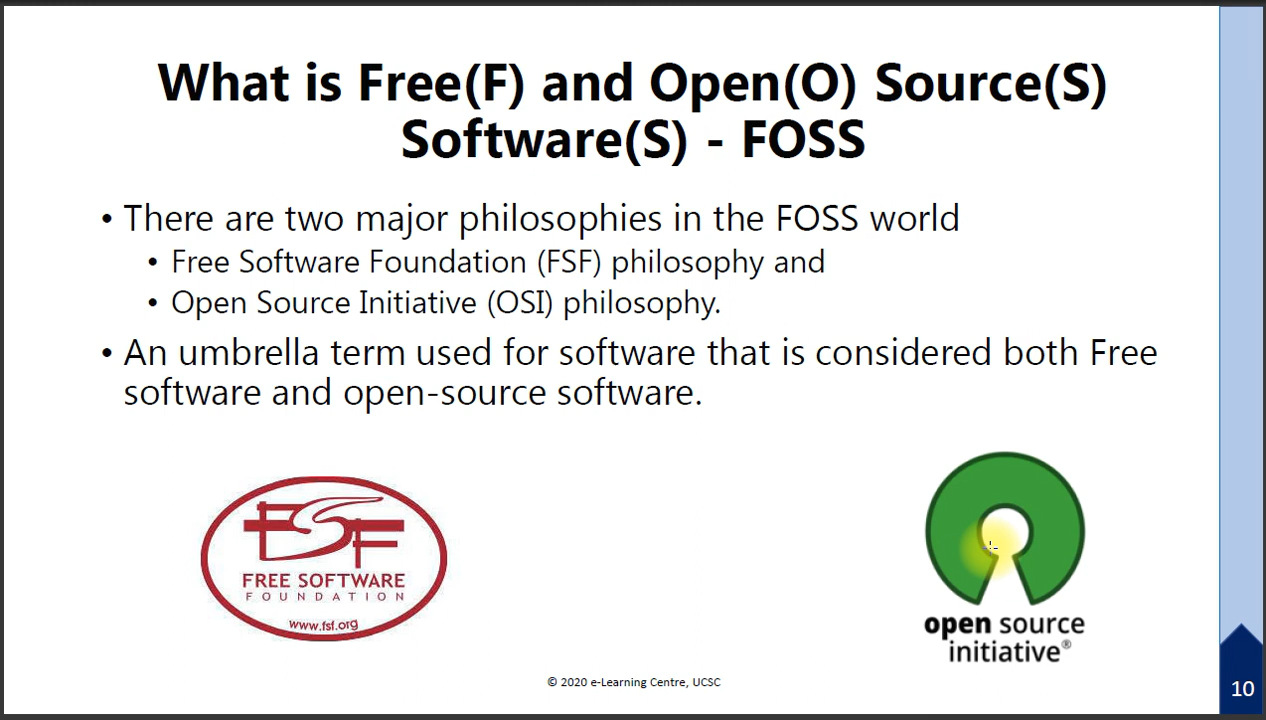 What is Free(F) and Open(O) Source(S)
Software(S) - FOSS
• There are two major philosophies in the FOSS world
• Free Software Foundation (FSF) philosophy and
• Open Source Initiative (OSI) philosophy.
• An umbrella term used for software that is considered both Free
software and open-source software.
FSF
FREE SOFTWARE
FOUNDATION
www.fsf.org
open source
initiative®
© 2020 e-Learning Centre, UCSC
10